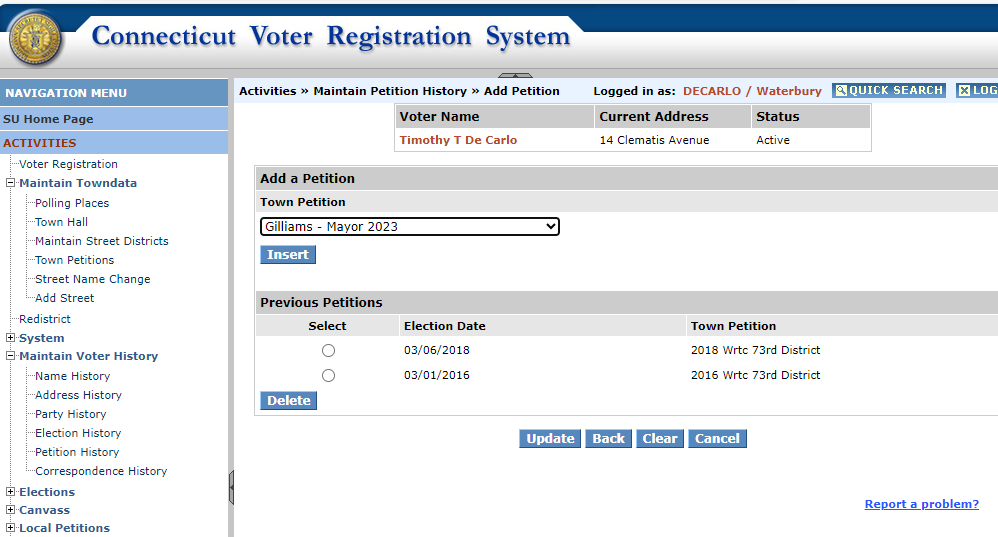 Connecticut Voter Registration System
NAVIGATION MENU
SU Home Page
ACTIVITIES
Voter Registration
Maintain Towndata
Polling Places
Town Hall
Maintain Street Districts
Town Petitions
Street Name Change
Add Street
Redistrict
System
Maintain Voter History
Name History
Address History
Party History
Election History
Petition History
Correspondence History
Elections
Canvass
Local Petitions
Activities » Maintain Petition History » Add Petition Logged in as: DECARLO / Waterbury QUICK SEARCH LOG
Voter Name Current Address Status
Timothy T De Carlo 14 Clematis Avenue Active
Add a Petition
Town Petition
Gilliams - Mayor 2023
Insert
Previous Petitions
Select Election Date Town Petition
03/06/2018 2018 Wrtc 73rd District
03/01/2016 2016 Wrtc 73rd District
Delete
Update Back Clear Cancel
Report a problem?